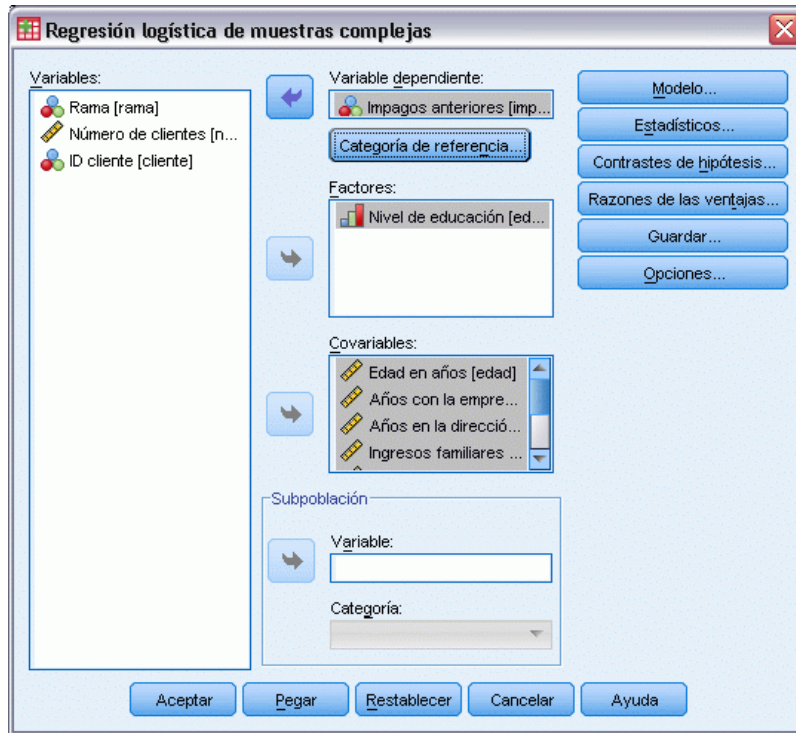 Regresión logística de muestras complejas
Variables:
Rama [rama]
Número de clientes [n...
ID cliente [cliente]
Variable dependiente:
Impagos anteriores [imp...
Categoría de referencia...
Factores:
Nivel de educación [ed...
Covariables:
Edad en años [edad]
Años con la empre...
Años en la direcció...
Ingresos familiares ...
Subpoblación
Variable:
Categoría:
Modelo...
Estadísticos...
Contrastes de hipótesis...
Razones de las ventajas...
Guardar...
Opciones...
Aceptar
Pegar
Restablecer
Cancelar
Ayuda